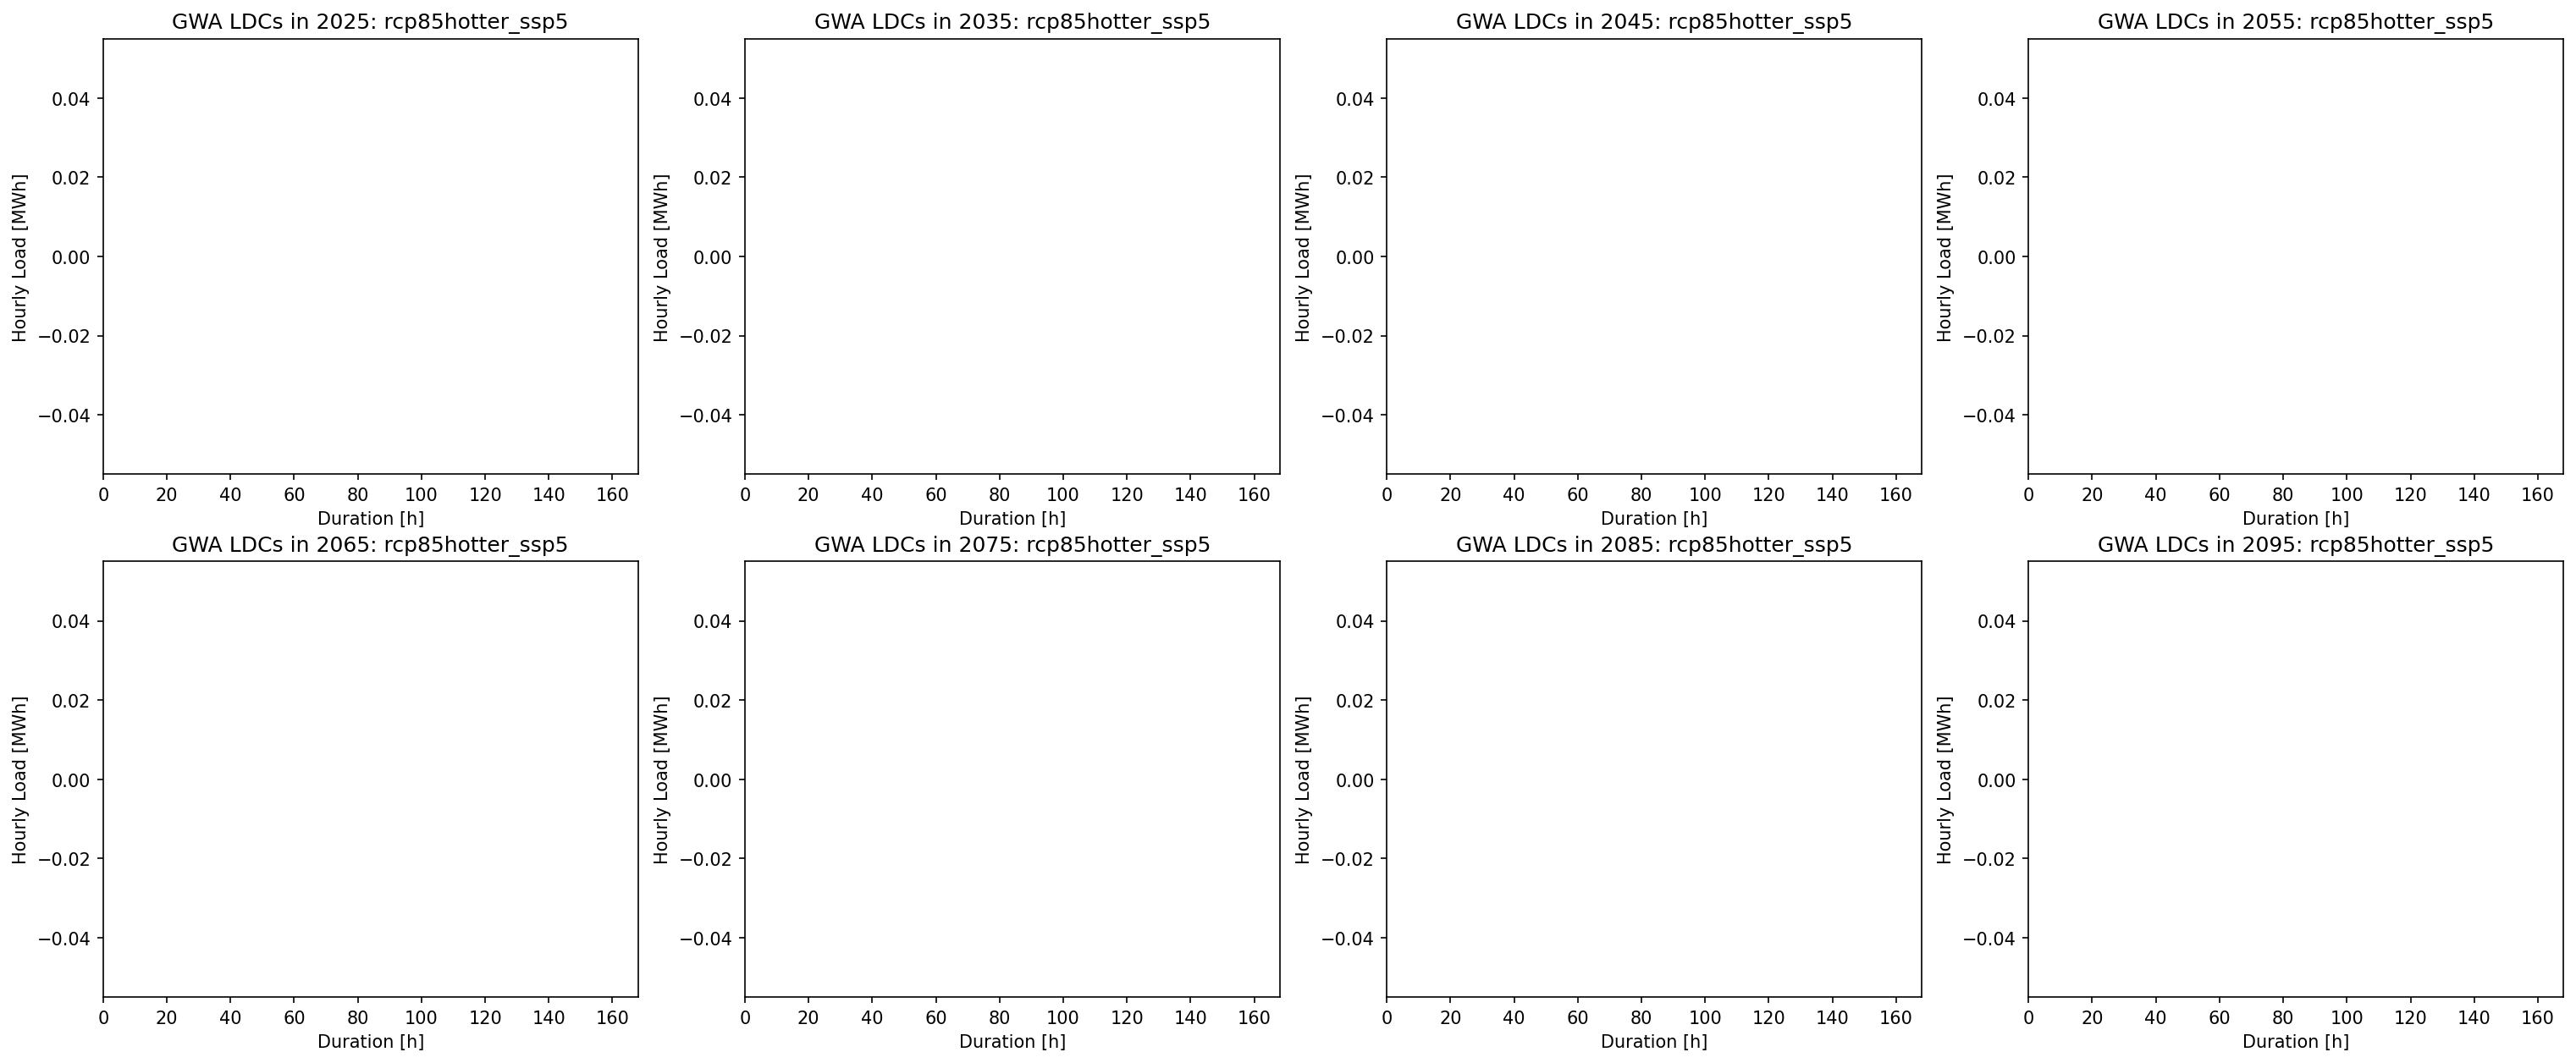 GWA LDCs in 2025: rcp85hotter_ssp5
Hourly Load [MWh]
0.04
0.02
0.00
−0.02
−0.04
0 20 40 60 80 100 120 140 160
Duration [h]
GWA LDCs in 2035: rcp85hotter_ssp5
Hourly Load [MWh]
0.04
0.02
0.00
−0.02
−0.04
0 20 40 60 80 100 120 140 160
Duration [h]
GWA LDCs in 2045: rcp85hotter_ssp5
Hourly Load [MWh]
0.04
0.02
0.00
−0.02
−0.04
0 20 40 60 80 100 120 140 160
Duration [h]
GWA LDCs in 2055: rcp85hotter_ssp5
Hourly Load [MWh]
0.04
0.02
0.00
−0.02
−0.04
0 20 40 60 80 100 120 140 160
Duration [h]
GWA LDCs in 2065: rcp85hotter_ssp5
Hourly Load [MWh]
0.04
0.02
0.00
−0.02
−0.04
0 20 40 60 80 100 120 140 160
Duration [h]
GWA LDCs in 2075: rcp85hotter_ssp5
Hourly Load [MWh]
0.04
0.02
0.00
−0.02
−0.04
0 20 40 60 80 100 120 140 160
Duration [h]
GWA LDCs in 2085: rcp85hotter_ssp5
Hourly Load [MWh]
0.04
0.02
0.00
−0.02
−0.04
0 20 40 60 80 100 120 140 160
Duration [h]
GWA LDCs in 2095: rcp85hotter_ssp5
Hourly Load [MWh]
0.04
0.02
0.00
−0.02
−0.04
0 20 40 60 80 100 120 140 160
Duration [h]